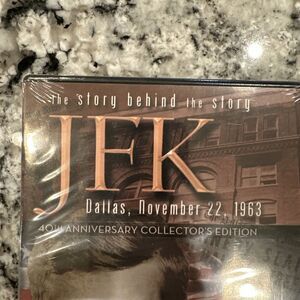 the story behind the story
JFK
Dallas, November 22, 1963
40TH ANNIVERSARY COLLECTOR'S EDITION